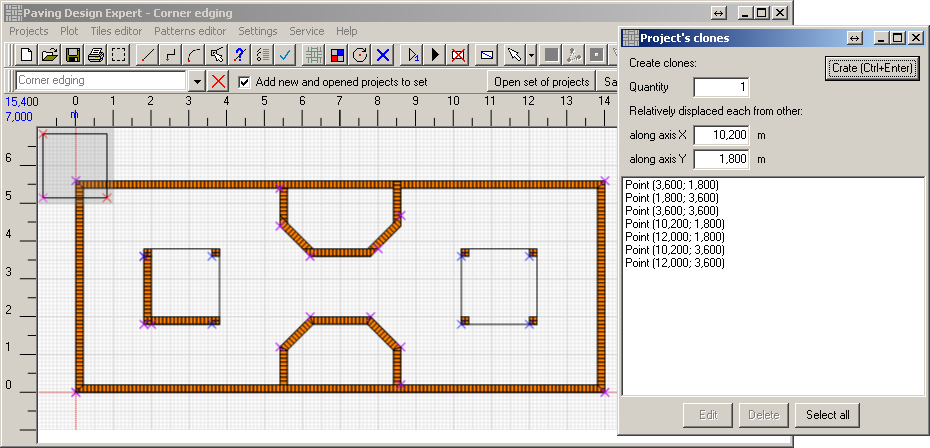 Paving Design Expert - Corner edging
Projects Plot Tiles editor Patterns editor Settings Service Help
Corner edging
Add new and opened projects to set
Open set of projects
Sa
15,400
7,000
m
0 1 2 3 4 5 6 7 8 9 10 11 12 13 14
6
5
4
3
2
1
0
Project's clones
Create clones:
Crate (Ctrl+Enter)
Quantity 1
Relatively displaced each from other:
along axis X 10,200 m
along axis Y 1,800 m
Point (3,600; 1,800)
Point (1,800; 3,600)
Point (3,600; 3,600)
Point (10,200; 1,800)
Point (12,000; 1,800)
Point (10,200; 3,600)
Point (12,000; 3,600)
Edit Delete Select all